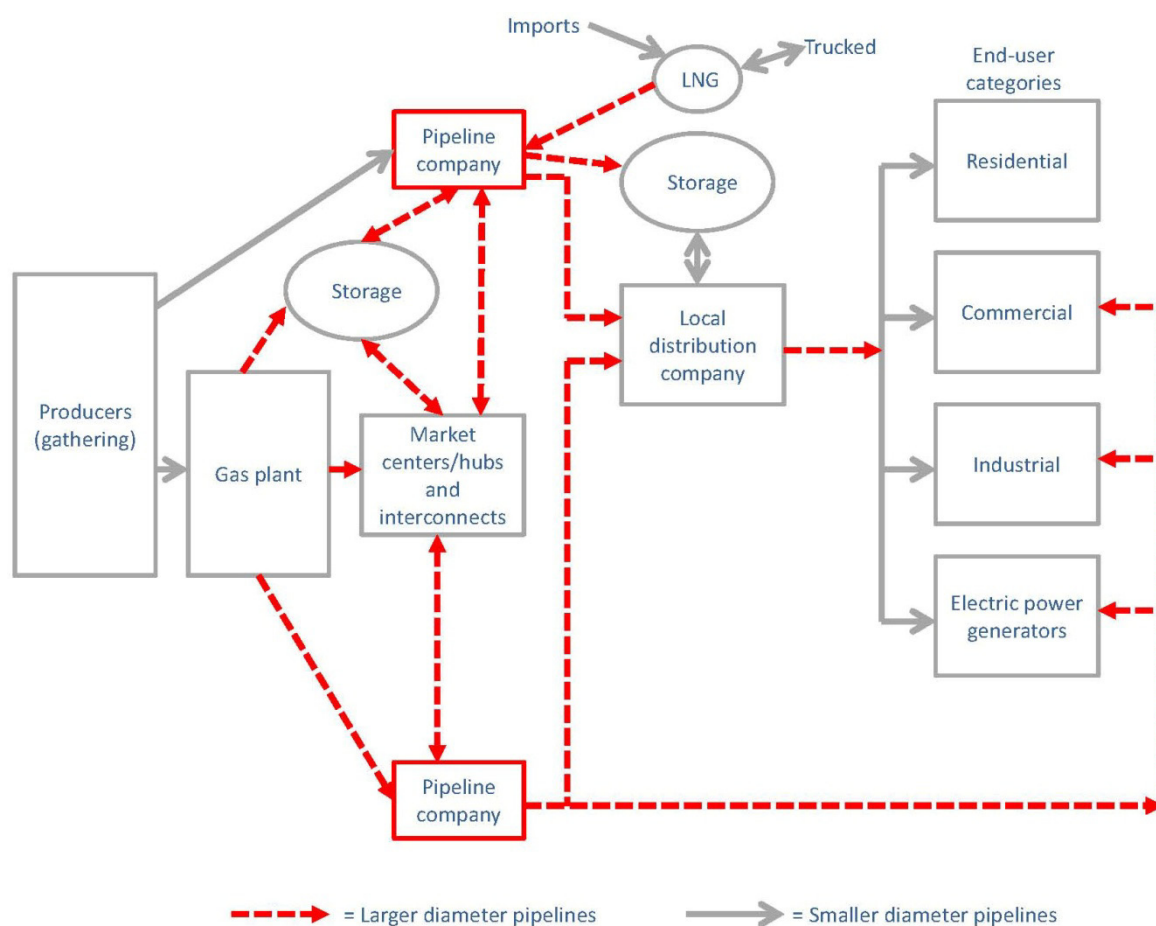 Imports
Trucked
LNG
End-user
categories
Pipeline
company
Residential
Storage
Storage
Commercial
Local
distribution
company
Producers
(gathering)
Gas plant
Market
centers/hubs
and
interconnects
Industrial
Electric power
generators
Pipeline
company
= Larger diameter pipelines
= Smaller diameter pipelines